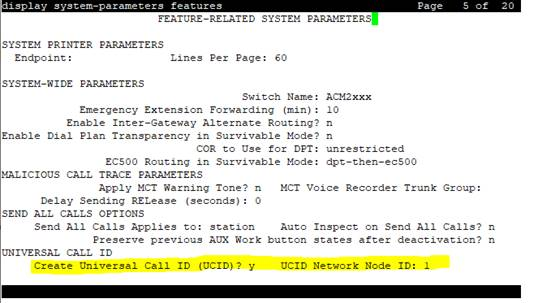 display system-parameters features Page 5 of 20
FEATURE-RELATED SYSTEM PARAMETERS
SYSTEM PRINTER PARAMETERS
Endpoint: Lines Per Page: 60
SYSTEM-WIDE PARAMETERS
Switch Name: ACM2xxx
Emergency Extension Forwarding (min): 10
Enable Inter-Gateway Alternate Routing? n
Enable Dial Plan Transparency in Survivable Mode? n
COR to Use for DPT: unrestricted
EC500 Routing in Survivable Mode: dpt-then-ec500
MALICIOUS CALL TRACE PARAMETERS
Apply MCT Warning Tone? n MCT Voice Recorder Trunk Group:
Delay Sending RELease (seconds): 0
SEND ALL CALLS OPTIONS
Send All Calls Applies to: station Auto Inspect on Send All Calls? n
Preserve previous AUX Work button states after deactivation? n
UNIVERSAL CALL ID
Create Universal Call ID (UCID)? y UCID Network Node ID: 1